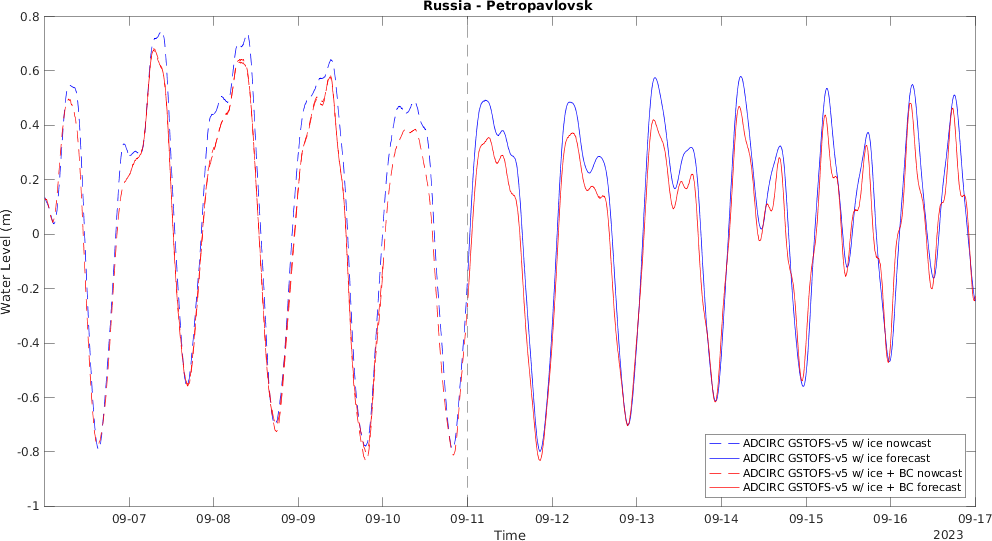 Russia - Petropavlovsk
0.8
0.6
0.4
0.2
0
-0.2
-0.4
-0.6
-0.8
-1
Water Level (m)
09-07 09-08 09-09 09-10 09-11 09-12 09-13 09-14 09-15 09-16 09-17
Time
2023
ADCIRC GSTOFS-v5 w/ ice nowcast
ADCIRC GSTOFS-v5 w/ ice forecast
ADCIRC GSTOFS-v5 w/ ice + BC nowcast
ADCIRC GSTOFS-v5 w/ ice + BC forecast